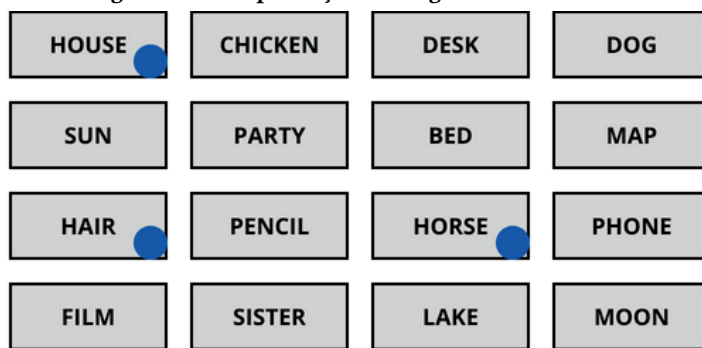 HOUSE CHICKEN DESK DOG
SUN PARTY BED MAP
HAIR PENCIL HORSE PHONE
FILM SISTER LAKE MOON